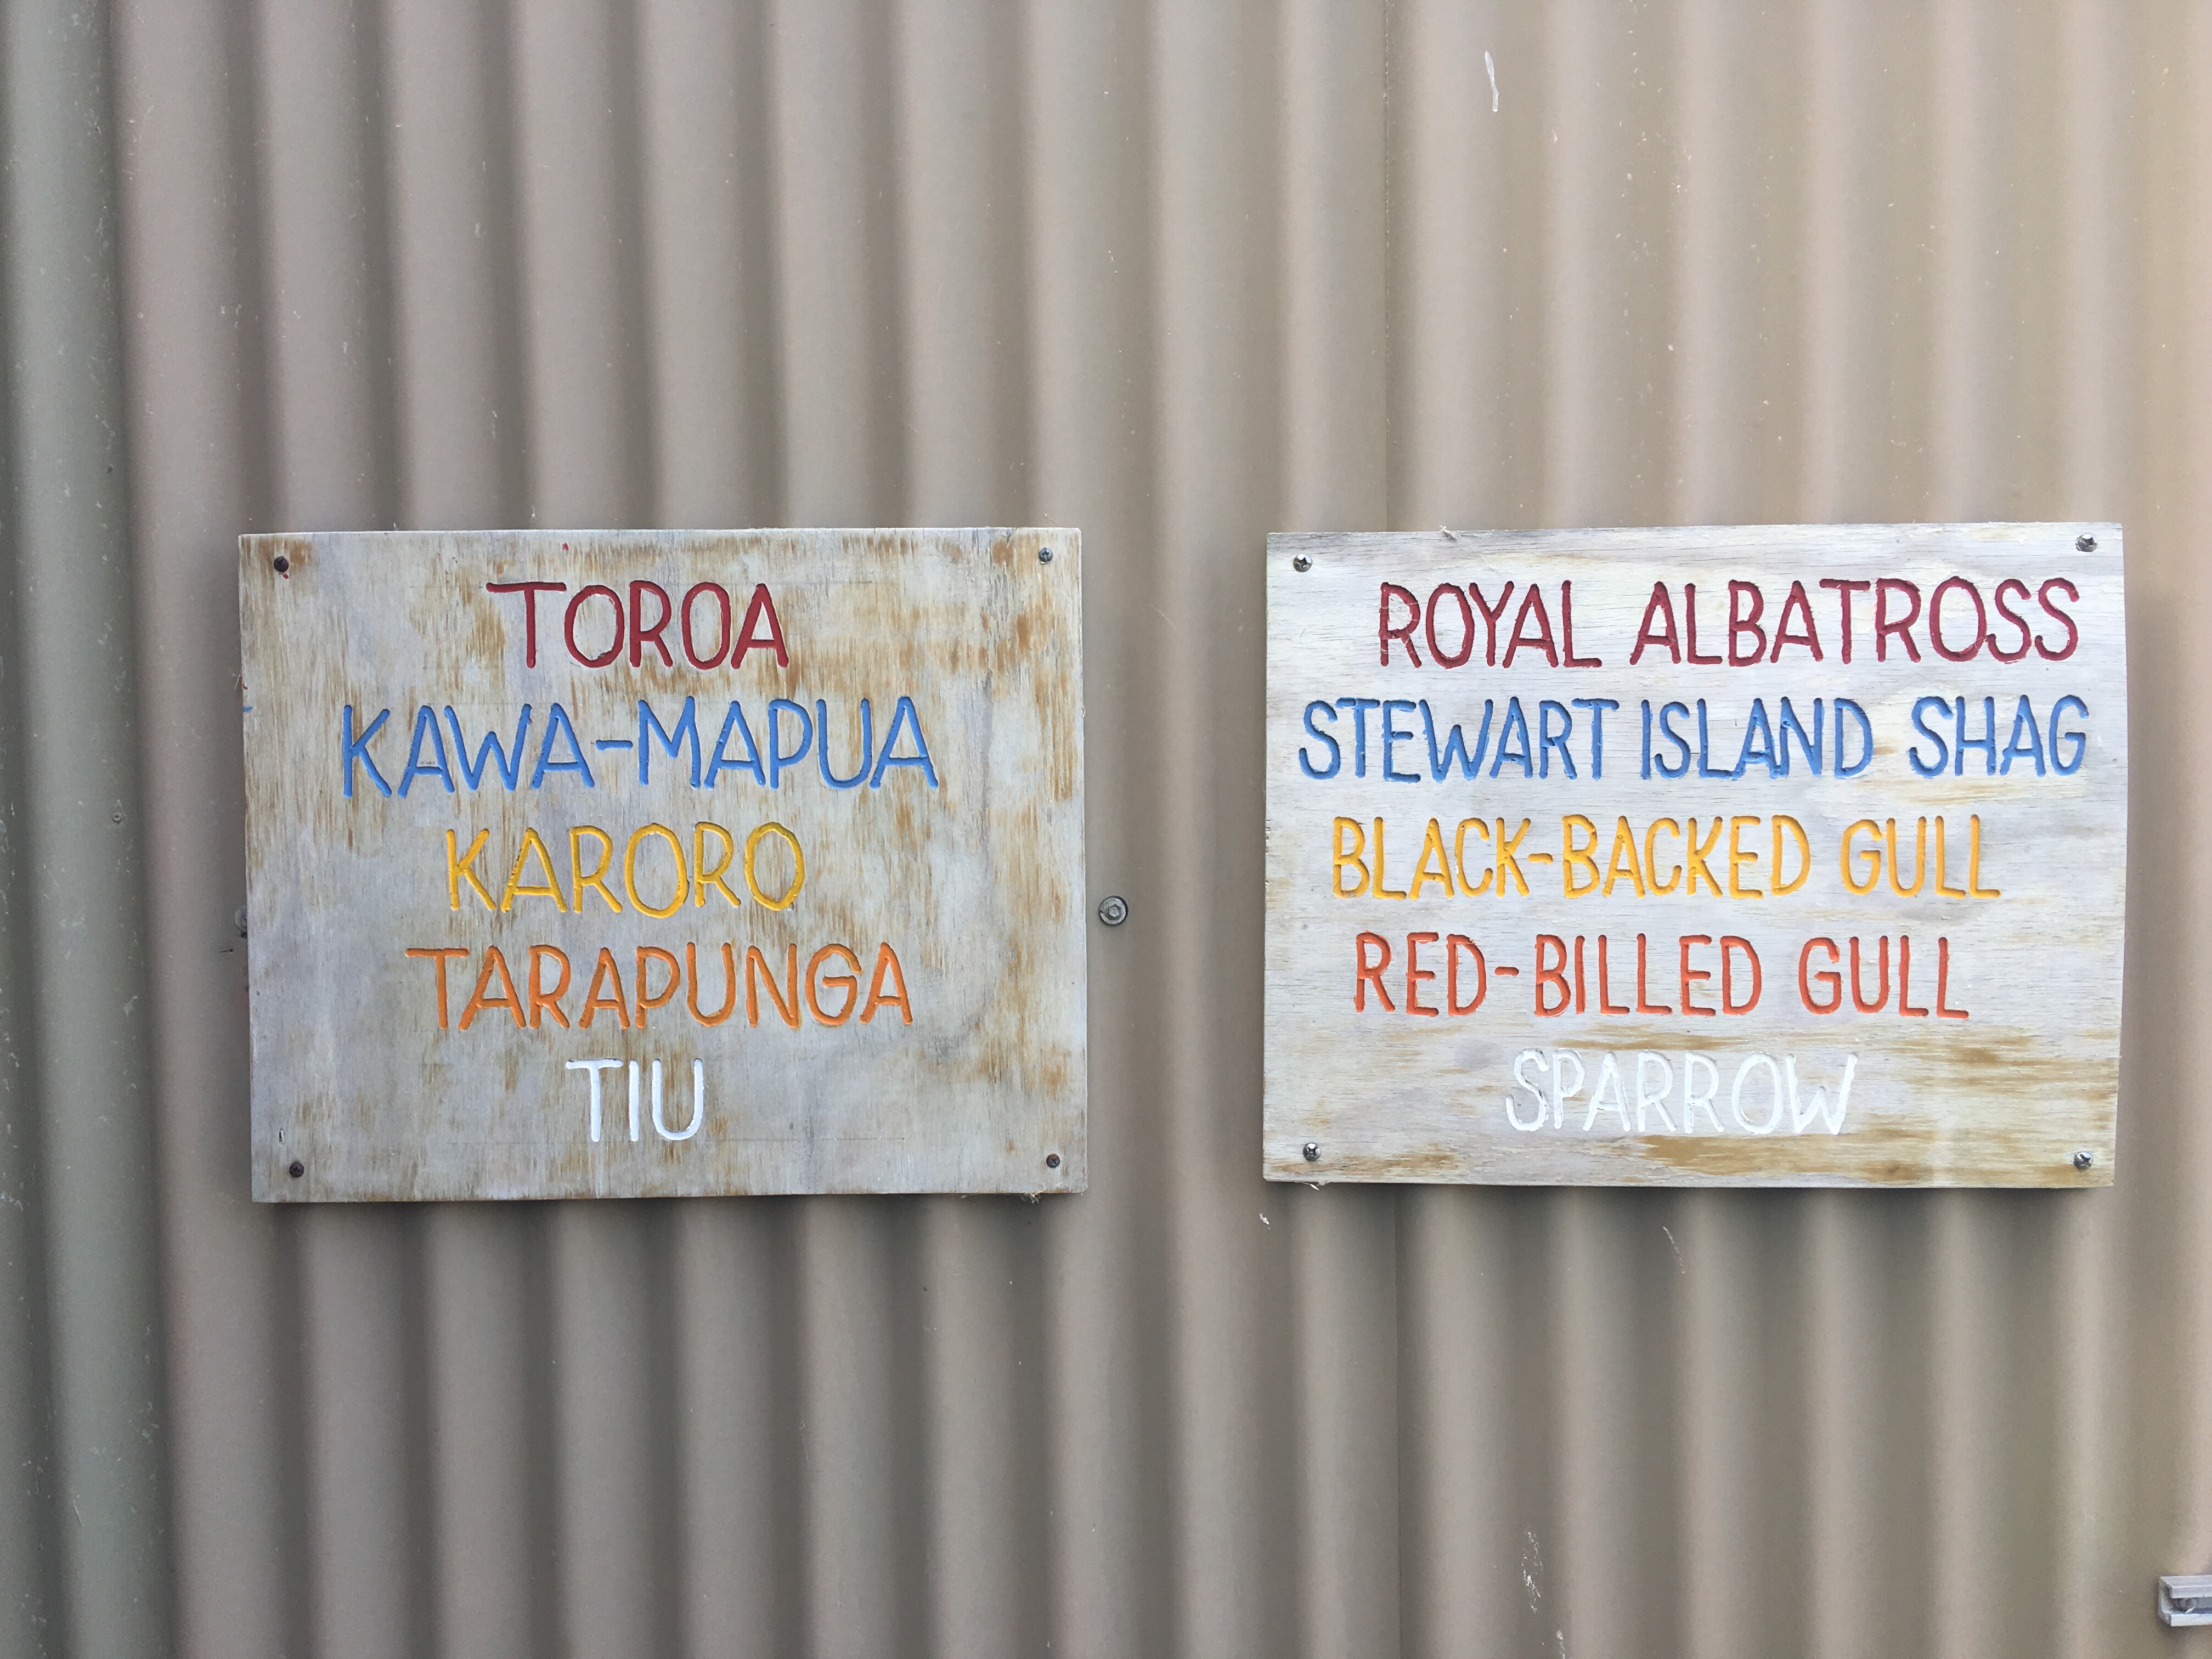 TOROA
KAWA-MAPUA
KARORO
TARAPUNGA
TIU
ROYAL ALBATROSS
STEWART ISLAND SHAG
BLACK-BACKED GULL
RED-BILLED GULL
SPARROW